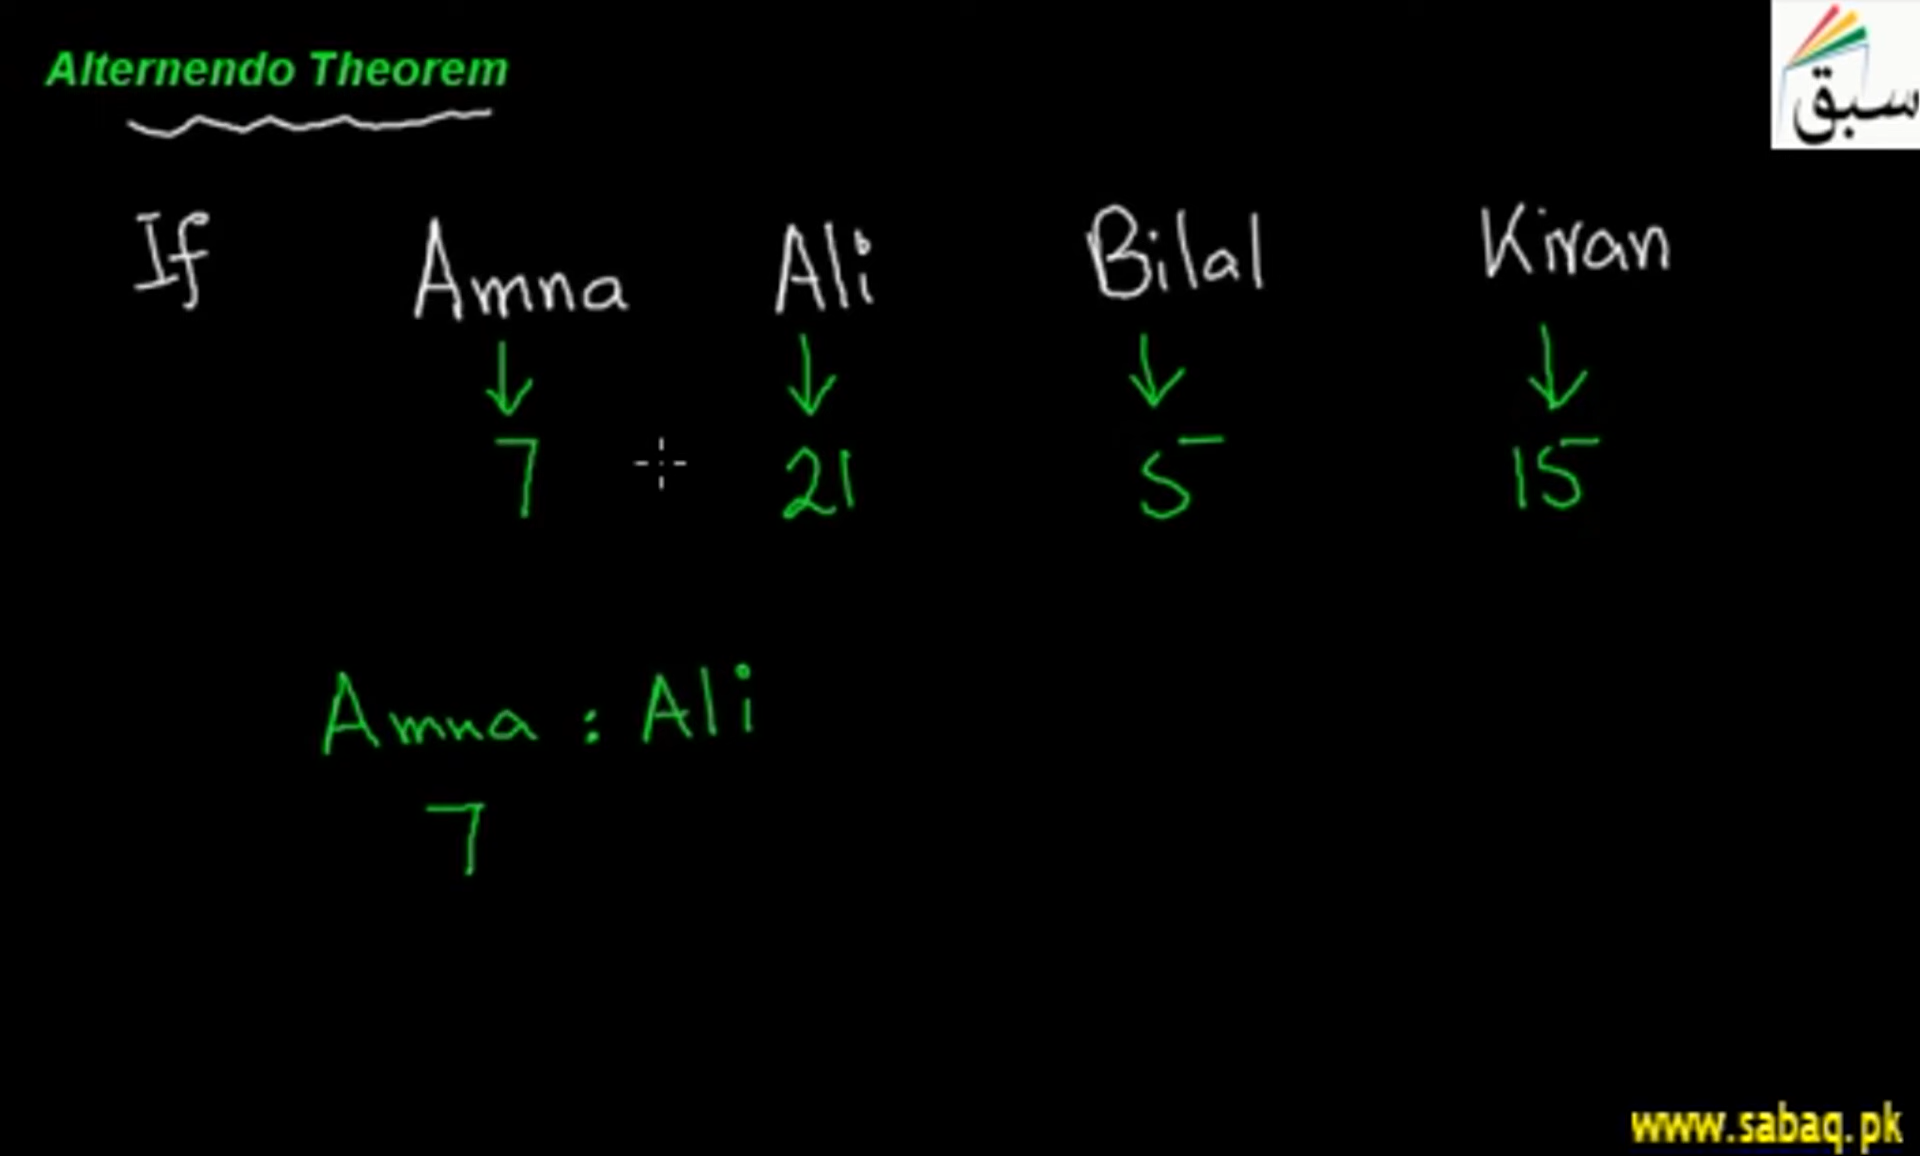 Alternendo Theorem
سبق
If Amna Ali Bilal Kiran
7 21 5 15
Amna : Ali
7
www.sabaq.pk